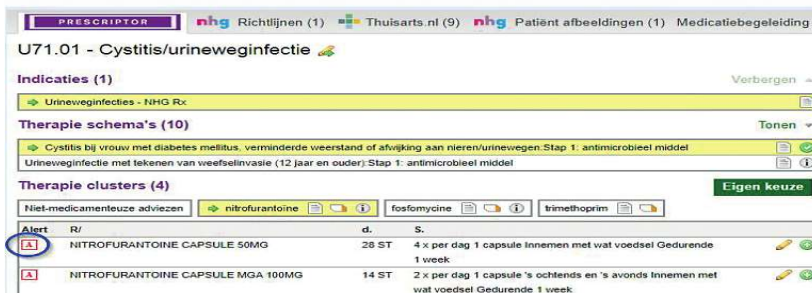 PRESCRIPTOR nhg Richtlijnen (1) Thuisarts.nl (9) nhg Patiënt afbeeldingen (1) Medicatiebegeleiding
U71.01 - Cystitis/urineweginfectie
Indicaties (1) Verbergen
Urineweginfecties - NHG Rx
Therapie schema's (10) Tonen
Cystitis bij vrouw met diabetes mellitus, verminderde weerstand of afwijking aan nieren/urinewegen:Stap 1: antimicrobieel middel
Urineweginfectie met tekenen van weefselinvasie (12 jaar en ouder):Stap 1: antimicrobieel middel
Therapie clusters (4) Eigen keuze
Niet-medicamenteuze adviezen nitrofurantoïne fosfomycine trimethoprim
Alert R/ d. S.
A NITROFURANTOINE CAPSULE 50MG 28 ST 4 x per dag 1 capsule Innemen met wat voedsel Gedurende
1 week
A NITROFURANTOINE CAPSULE MGA 100MG 14 ST 2 x per dag 1 capsule 's ochtends en 's avonds Innemen met
wat voedsel Gedurende 1 week